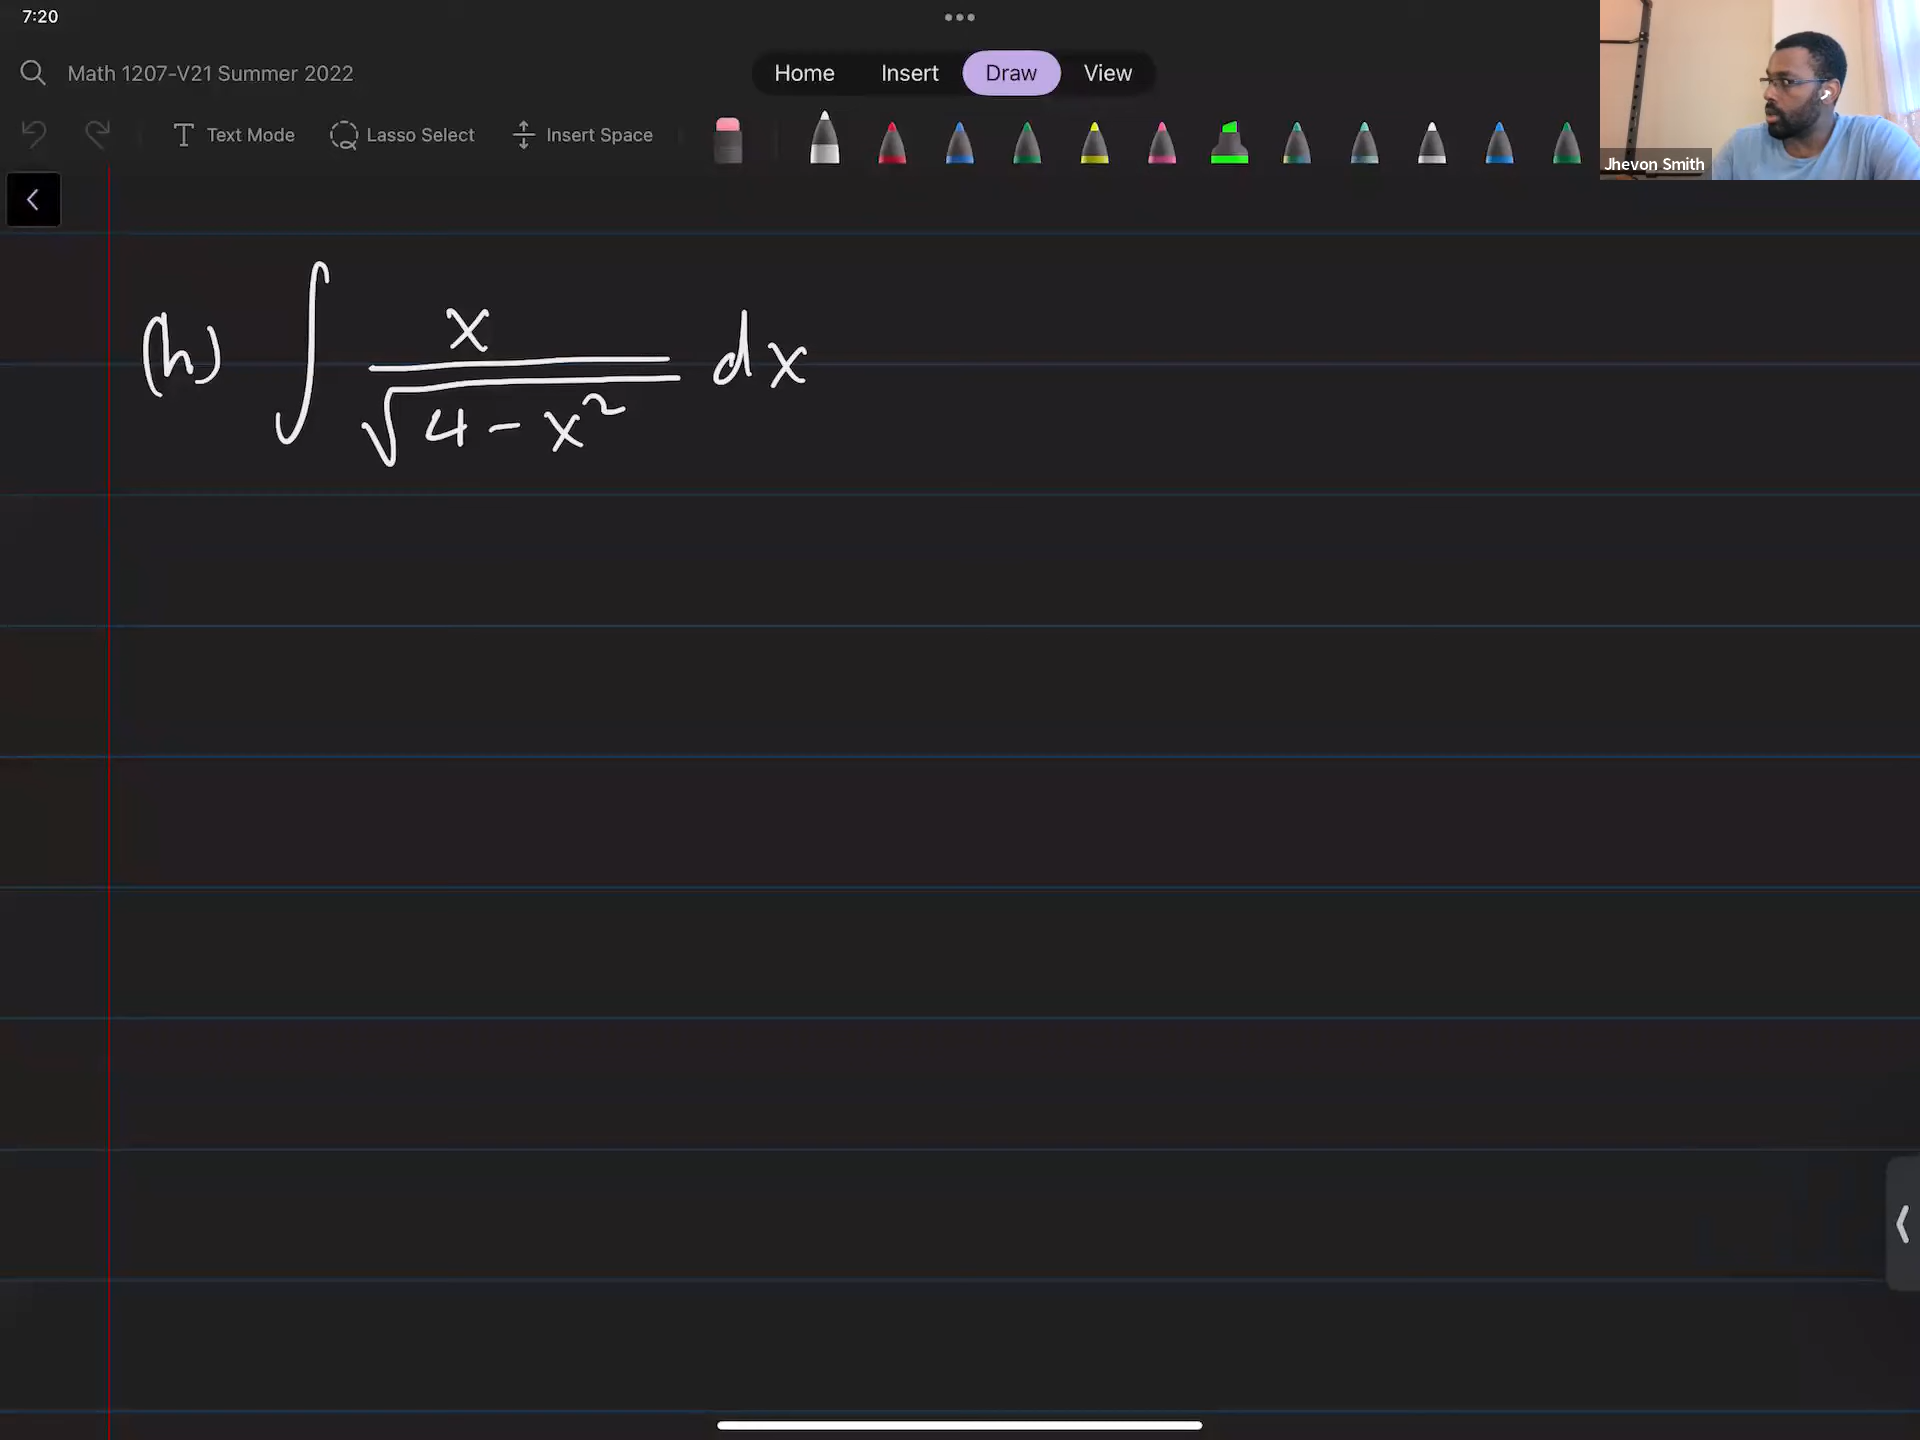 7:20
Math 1207-V21 Summer 2022
Home Insert Draw View
Text Mode Lasso Select Insert Space
Jhevon Smith
(h) ∫ x / √(4 - x²) dx